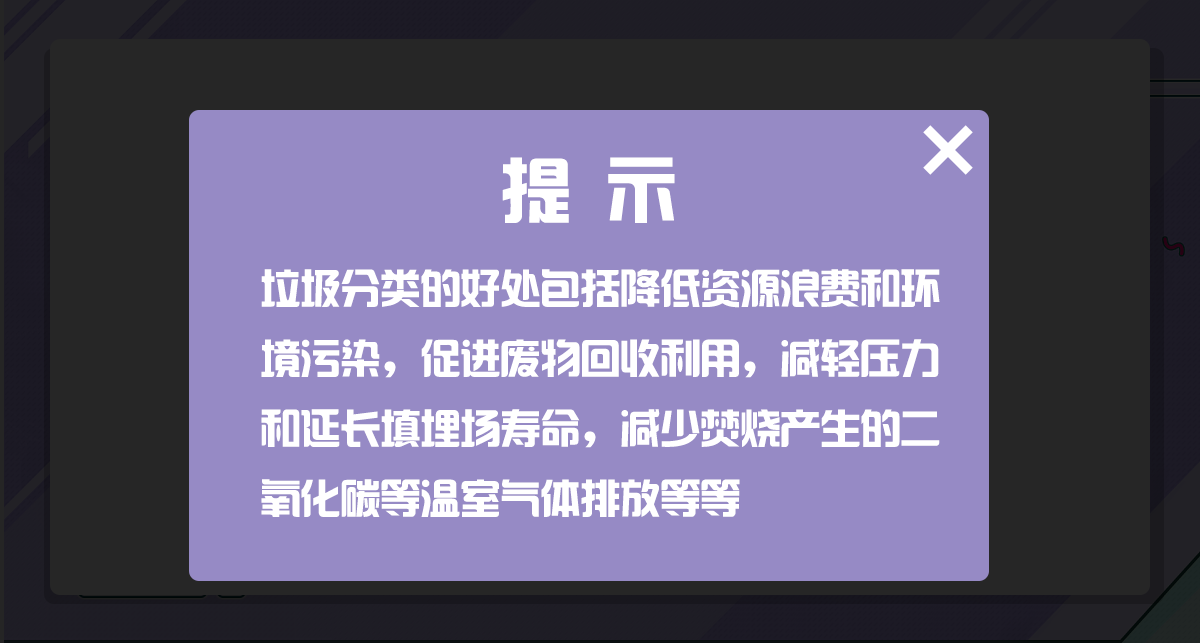 提 示
垃圾分类的好处包括降低资源浪费和环
境污染，促进废物回收利用，减轻压力
和延长填埋场寿命，减少焚烧产生的二
氧化碳等温室气体排放等等